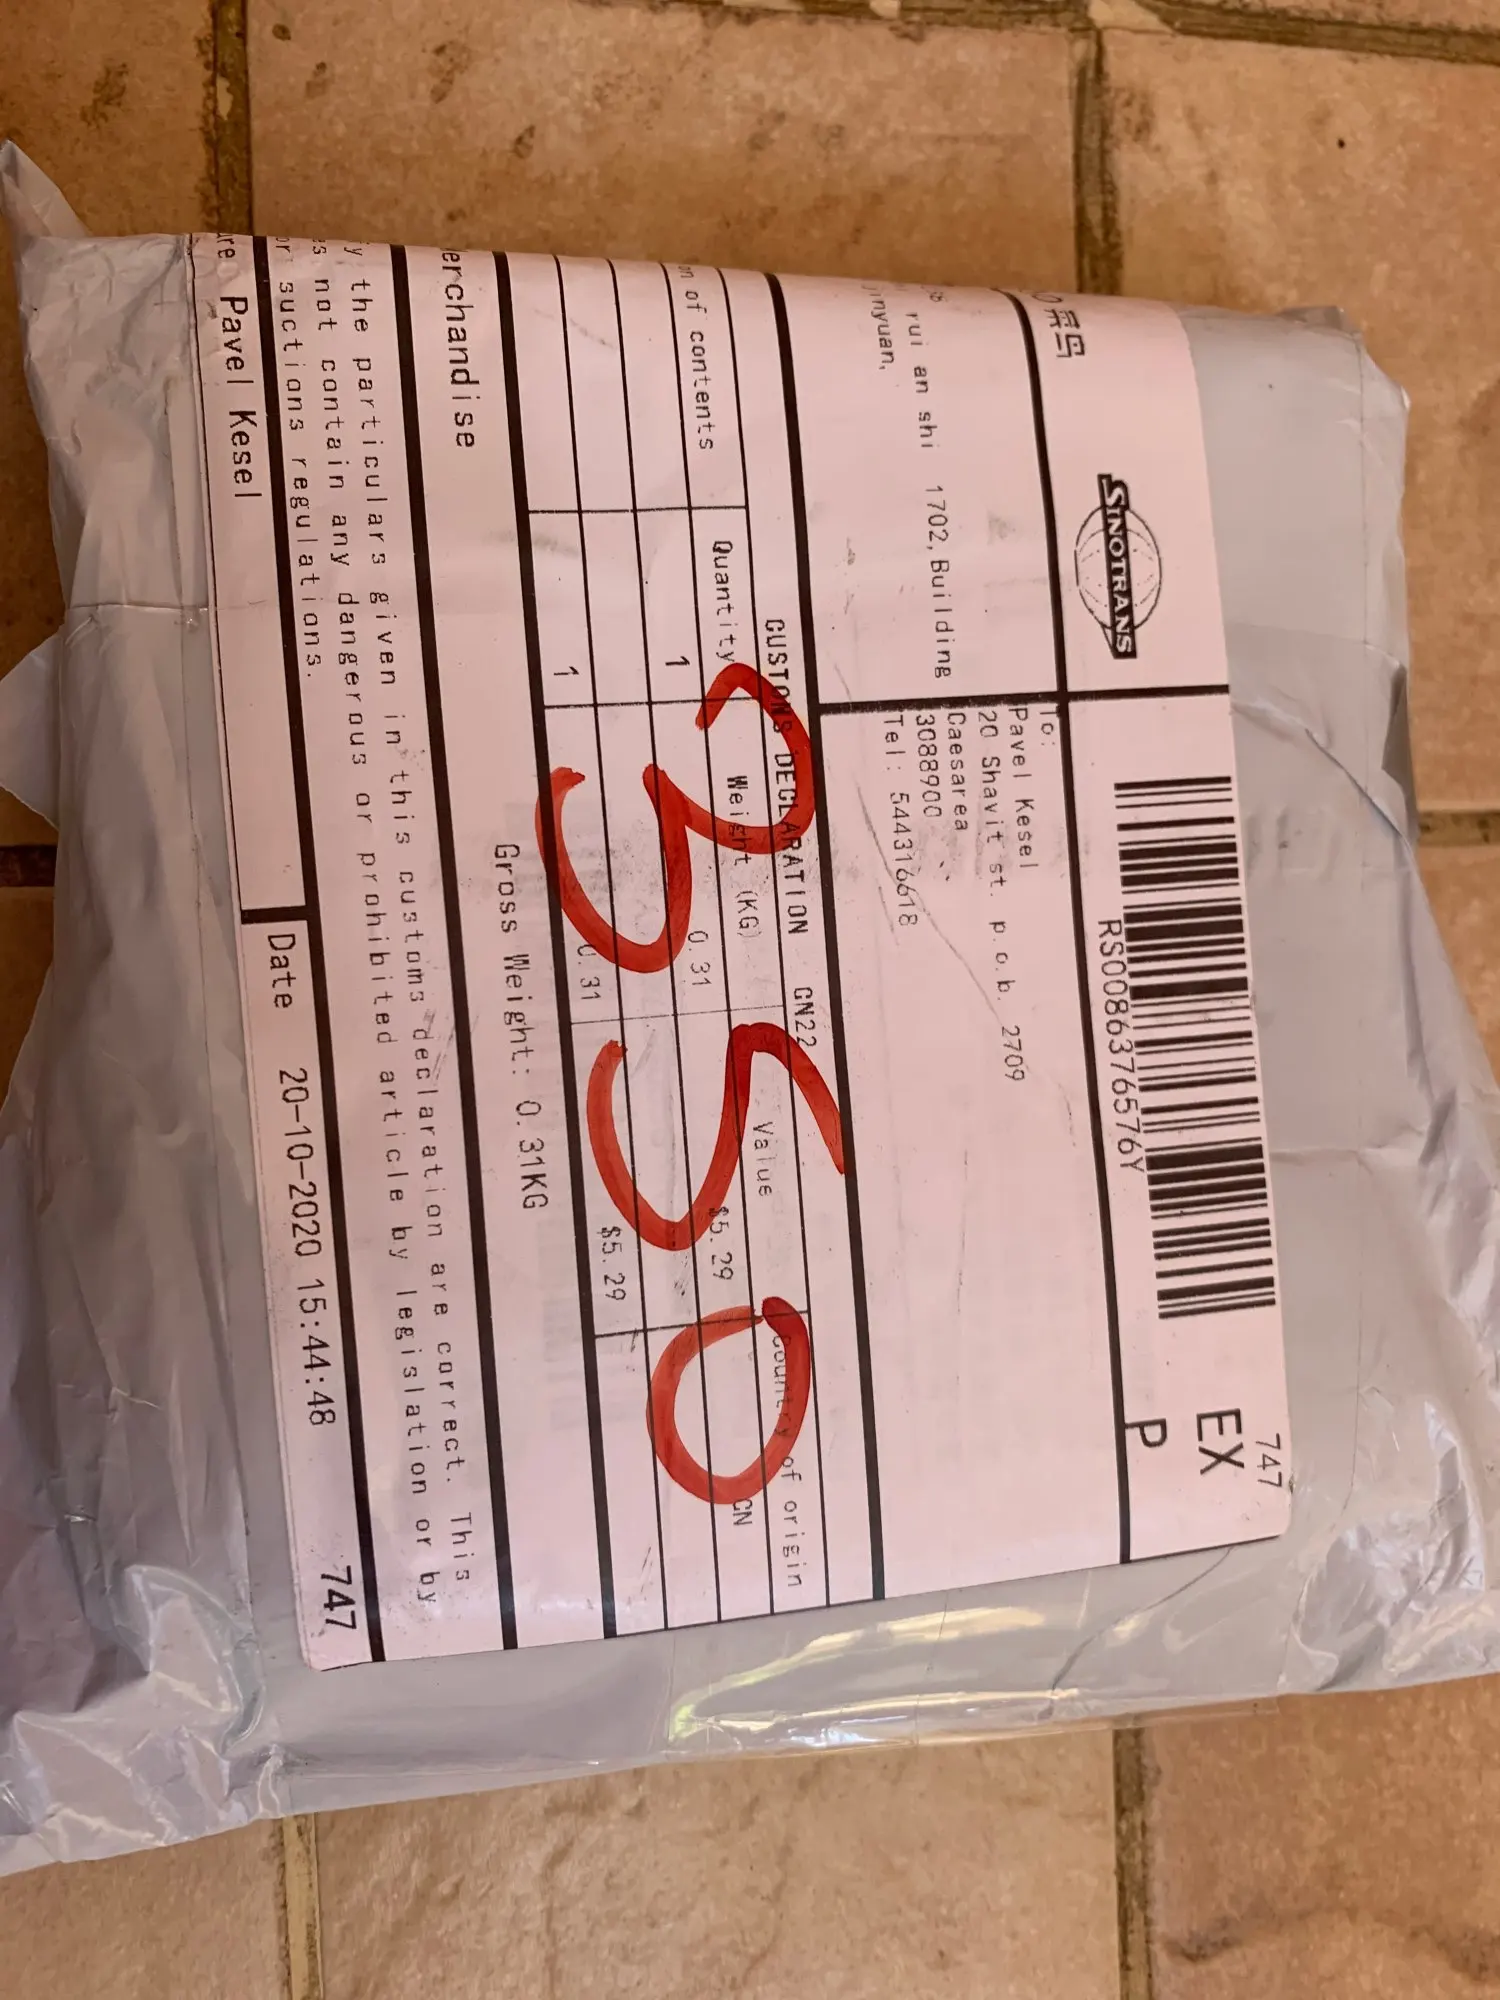 SINOTRANS
RS0086376576Y
747
EX
P
rui an shi 1702, Building
inyuan,
To:
Pavel Kesel
20 Shavit st. p.o.b. 2709
Caesarea
3088900
Tel: 544316618
CUSTOMS DECLARATION CN22
of contents Quantity Weight (KG) Value Country of origin
1 0.31 $5.29 CN
1 0.31 $5.29
350
erchandise Gross Weight: 0.31KG
y the particulars given in this customs declaration are correct. This
s not contain any dangerous or prohibited article by legislation or by
or suctions regulations.
re Pavel Kesel Date 20-10-2020 15:44:48 747